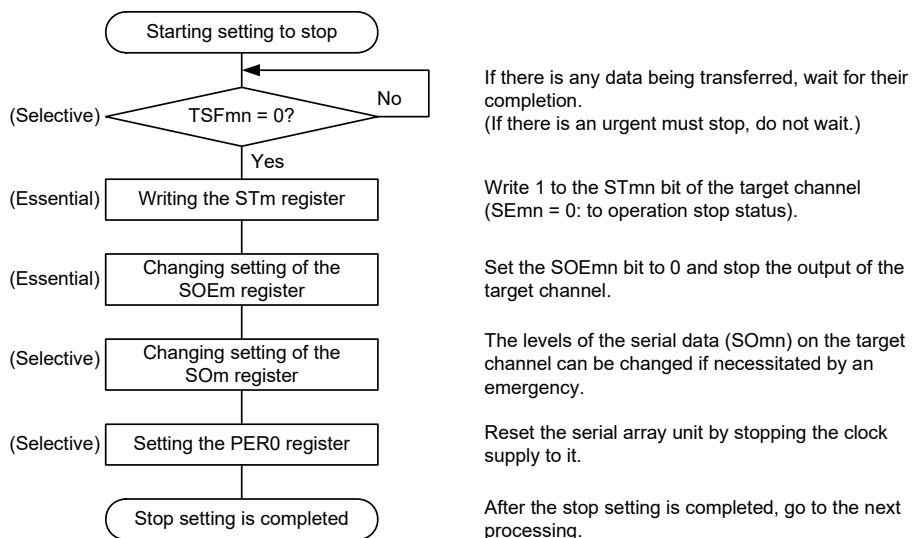 Starting setting to stop
No
If there is any data being transferred, wait for their
completion.
(If there is an urgent must stop, do not wait.)
(Selective)
TSFmn = 0?
Yes
(Essential)
Writing the STm register
Write 1 to the STmn bit of the target channel
(SEmn = 0: to operation stop status).
(Essential)
Changing setting of the
SOEm register
Set the SOEmn bit to 0 and stop the output of the
target channel.
(Selective)
Changing setting of the
SOm register
The levels of the serial data (SOmn) on the target
channel can be changed if necessitated by an
emergency.
(Selective)
Setting the PER0 register
Reset the serial array unit by stopping the clock
supply to it.
Stop setting is completed
After the stop setting is completed, go to the next
processing.